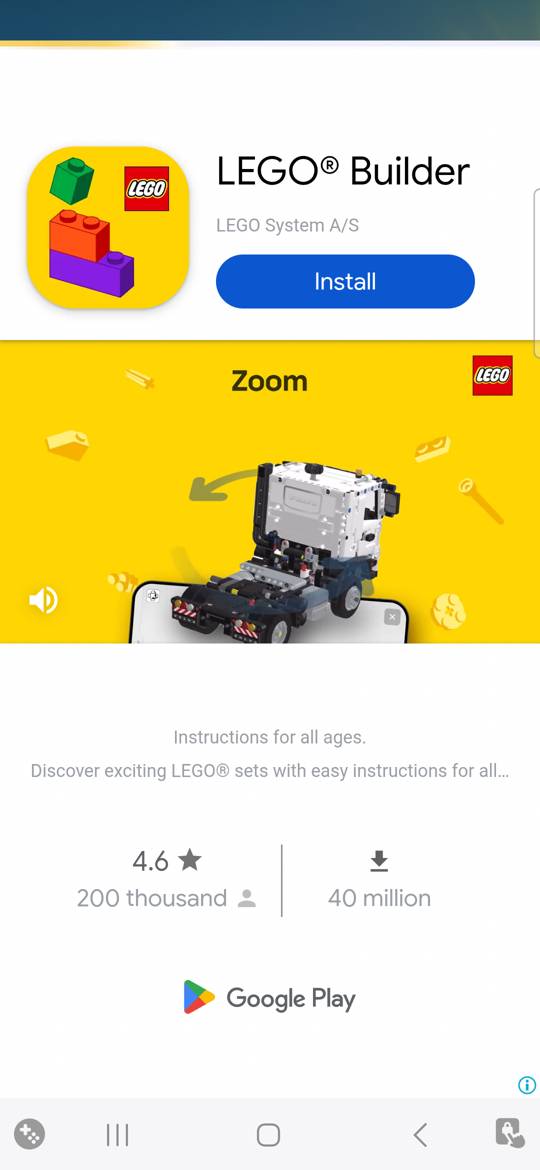 LEGO® Builder
LEGO
LEGO System A/S
Install
Zoom
LEGO
Instructions for all ages.
Discover exciting LEGO® sets with easy instructions for all...
4.6
200 thousand
40 million
Google Play